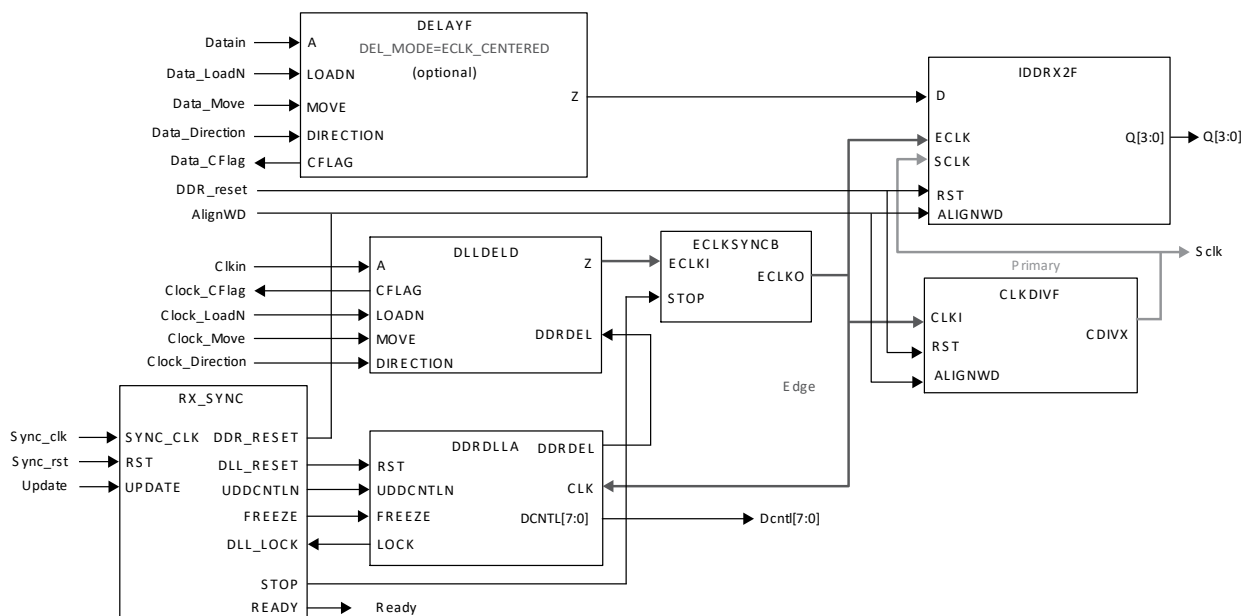 DELAYF
DEL_MODE=ECLK_CENTERED
(optional)
Datain
A
Data_LoadN
LOADN
Data_Move
MOVE
Z
Data_Direction
DIRECTION
Data_CFlag
CFLAG
DDR_reset
AlignWD
IDDRX2F
D
ECLK
SCLK
Q[3:0]
Q[3:0]
RST
ALIGNWD
DLLDELD
Clkin
A
Z
Clock_CFlag
CFLAG
Clock_LoadN
LOADN
Clock_Move
MOVE
DDRDEL
Clock_Direction
DIRECTION
ECLKSYNCB
ECLKI
ECLKO
STOP
Sclk
Primary
CLKDIVF
CLKI
CDIVX
RST
ALIGNWD
Edge
RX_SYNC
Sync_clk
SYNC_CLK
DDR_RESET
Sync_rst
RST
DLL_RESET
Update
UPDATE
UDDCNTLN
FREEZE
DLL_LOCK
STOP
READY
Ready
DDRDLLA
DDRDEL
RST
CLK
UDDCNTLN
FREEZE
DCNTL[7:0]
Dcntl[7:0]
LOCK